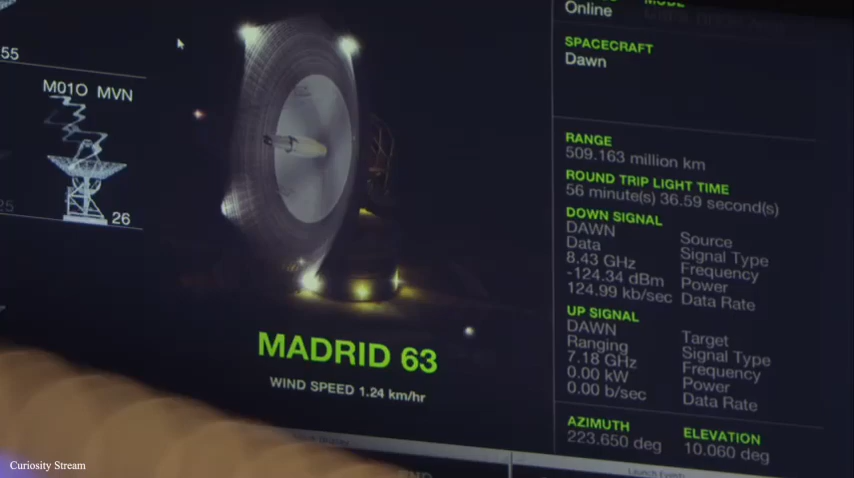 Online
MODE
55
SPACECRAFT
Dawn
M01O MVN
RANGE
509.163 million km
ROUND TRIP LIGHT TIME
56 minute(s) 36.59 second(s)
DOWN SIGNAL
DAWN Source
Data Signal Type
8.43 GHz Frequency
-124.34 dBm Power
124.99 kb/sec Data Rate
25
26
UP SIGNAL
DAWN Target
Ranging Signal Type
7.18 GHz Frequency
0.00 kW Power
0.00 b/sec Data Rate
MADRID 63
WIND SPEED 1.24 km/hr
AZIMUTH ELEVATION
223.650 deg 10.060 deg
Curiosity Stream